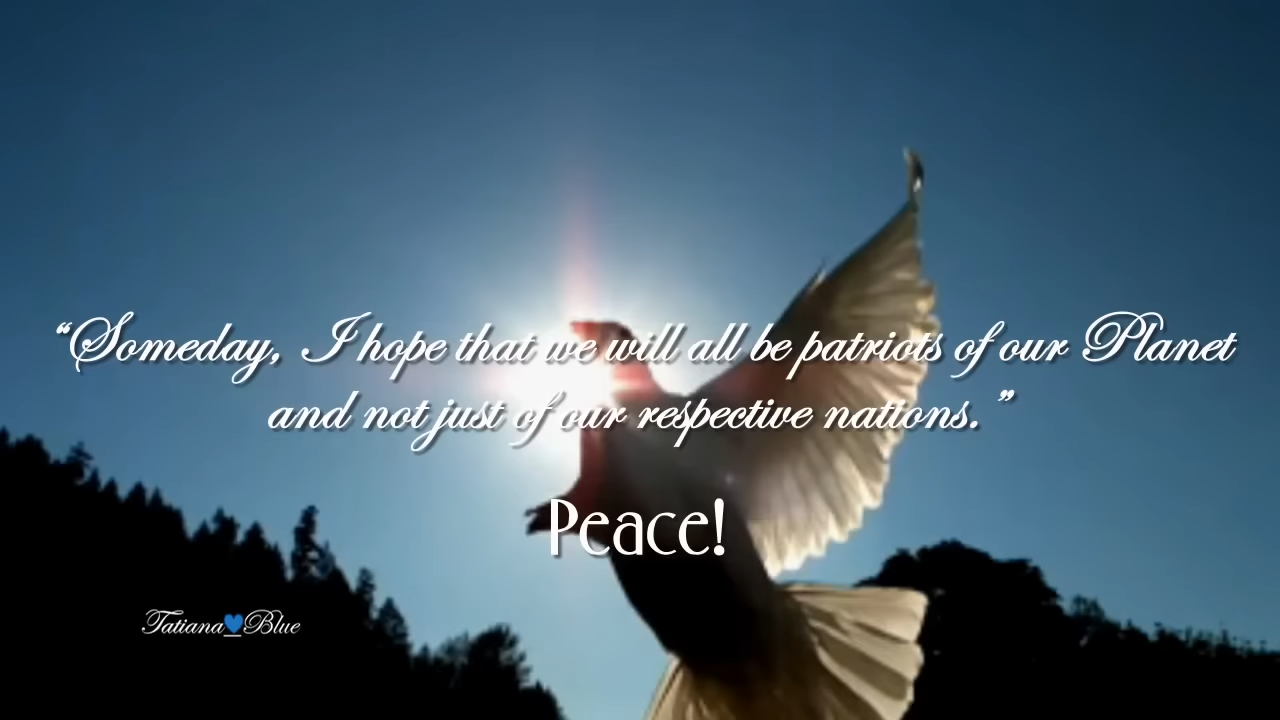 “Someday, I hope that we will all be patriots of our Planet
and not just of our respective nations.”
Peace!
Tatiana💙_Blue